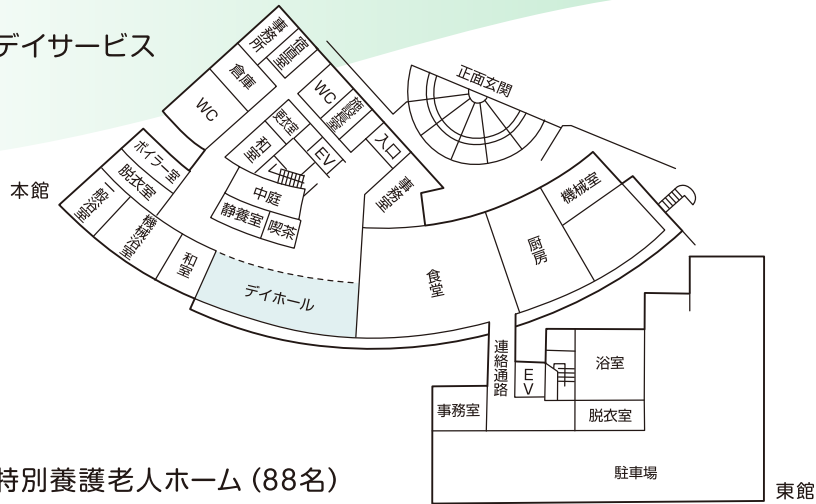 デイサービス
事務所
宿直室
倉庫
WC
WC
施設長室
正面玄関
更衣室
和室
EV
入口
ボイラー室
脱衣室
本館
一般浴室
機械浴室
中庭
静養室
喫茶
事務室
機械室
和室
厨房
食堂
デイホール
連絡通路
EV
浴室
事務室
脱衣室
駐車場
特別養護老人ホーム（88名）
東館